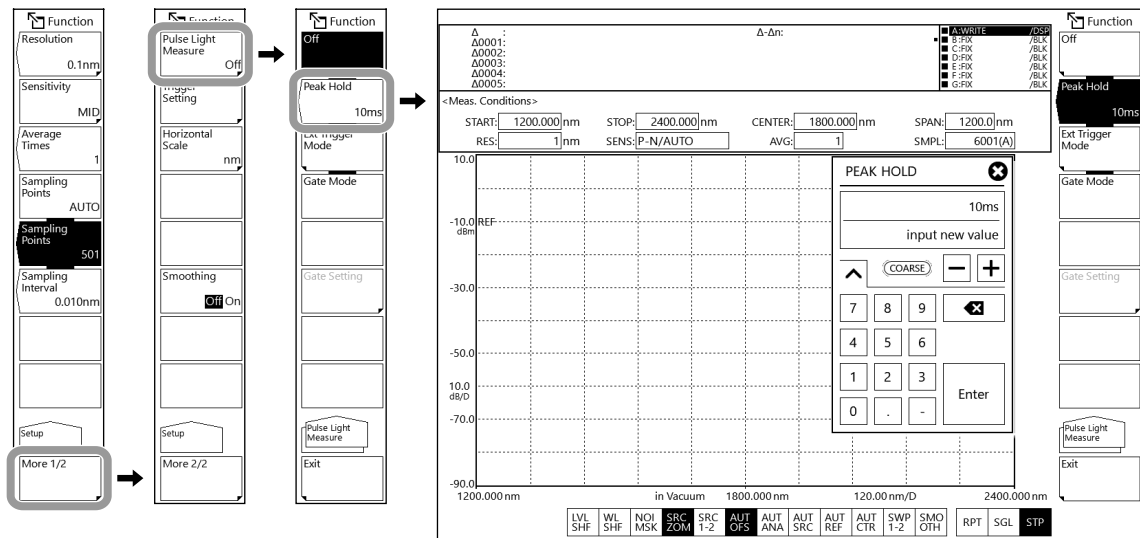 Function
Resolution
0.1nm
Sensitivity
MID
Average
Times
1
Sampling
Points
AUTO
Sampling
Points
501
Sampling
Interval
0.010nm
Setup
More 1/2
Function
Pulse Light
Measure
Off
Trigger
Setting
Horizontal
Scale
nm
Smoothing
Off On
Setup
More 2/2
Function
Off
Peak Hold
10ms
Ext Trigger
Mode
Gate Mode
Gate Setting
Pulse Light
Measure
Exit
Δ :
Δ0001:
Δ0002:
Δ0003:
Δ0004:
Δ0005:
Δ-Δn:
A:WRITE /DSP
B:FIX /BLK
C:FIX /BLK
D:FIX /BLK
E:FIX /BLK
F:FIX /BLK
G:FIX /BLK
<Meas. Conditions>
START: 1200.000 nm STOP: 2400.000 nm CENTER: 1800.000 nm SPAN: 1200.0 nm
RES: 1 nm SENS: P-N/AUTO AVG: 1 SMPL: 6001(A)
10.0
-10.0 REF
dBm
-30.0
-50.0
10.0
dB/D
-70.0
-90.0
1200.000 nm in Vacuum 1800.000 nm 120.00 nm/D 2400.000 nm
PEAK HOLD
10ms
input new value
COARSE
7 8 9
4 5 6
1 2 3
Enter
0 . -
LVL SHF
WL SHF
NOI MSK
SRC ZOM
SRC 1-2
AUT OFS
AUT ANA
AUT SRC
AUT REF
AUT CTR
SWP 1-2
SMO OTH
RPT SGL STP
Function
Off
Peak Hold
10ms
Ext Trigger
Mode
Gate Mode
Gate Setting
Pulse Light
Measure
Exit